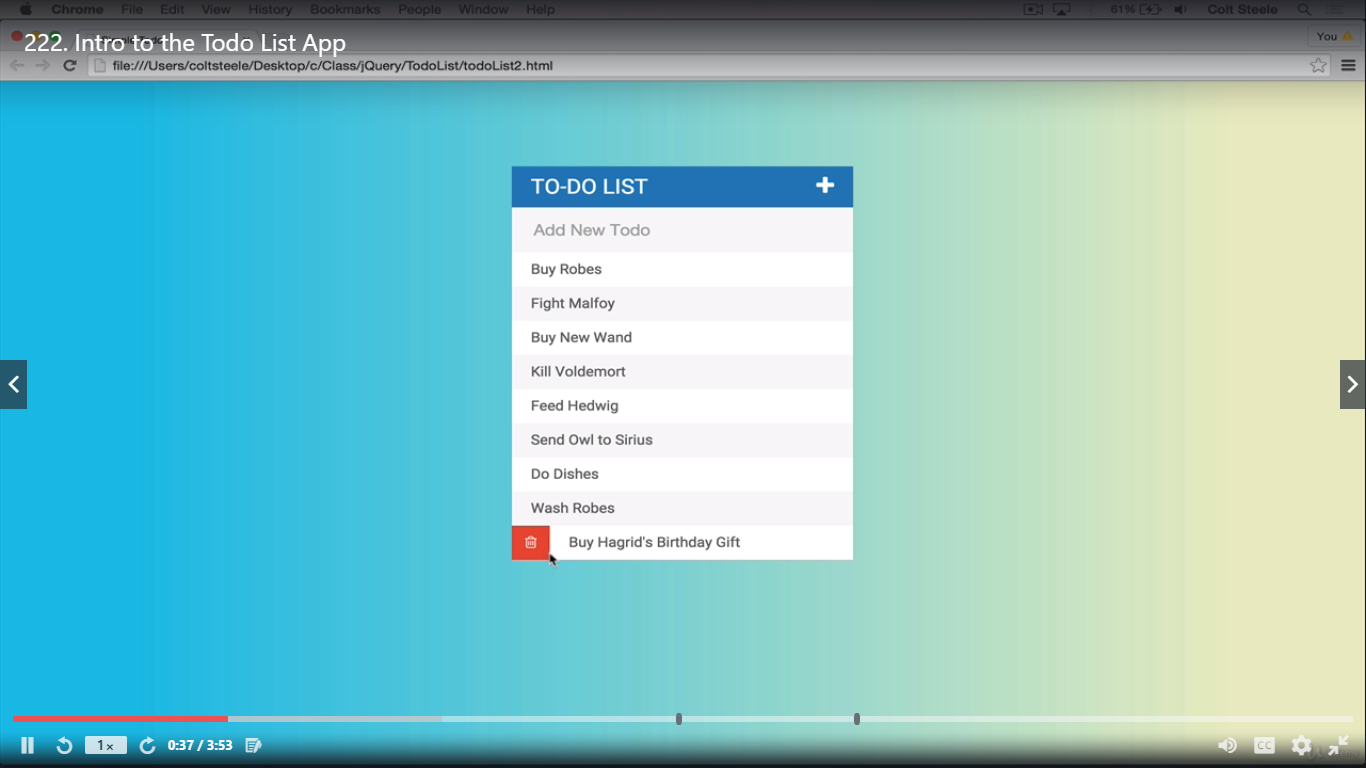 Chrome File Edit View History Bookmarks People Window Help 61% Colt Steele
222. Intro to the Todo List App
You
file:///Users/coltsteele/Desktop/c/Class/jQuery/TodoList/todoList2.html
TO-DO LIST
Add New Todo
Buy Robes
Fight Malfoy
Buy New Wand
Kill Voldemort
Feed Hedwig
Send Owl to Sirius
Do Dishes
Wash Robes
Buy Hagrid's Birthday Gift
1x 0:37 / 3:53 CC